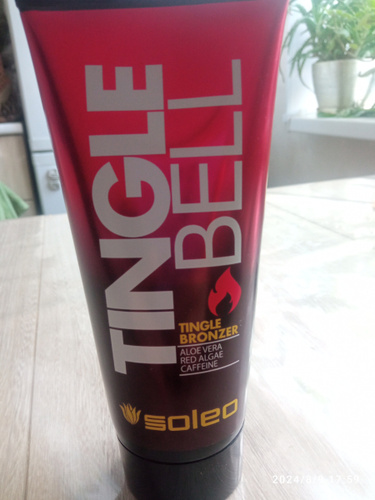 TINGLE
BELL
TINGLE
BRONZER
ALOE VERA
RED ALGAE
CAFFEINE
soleo